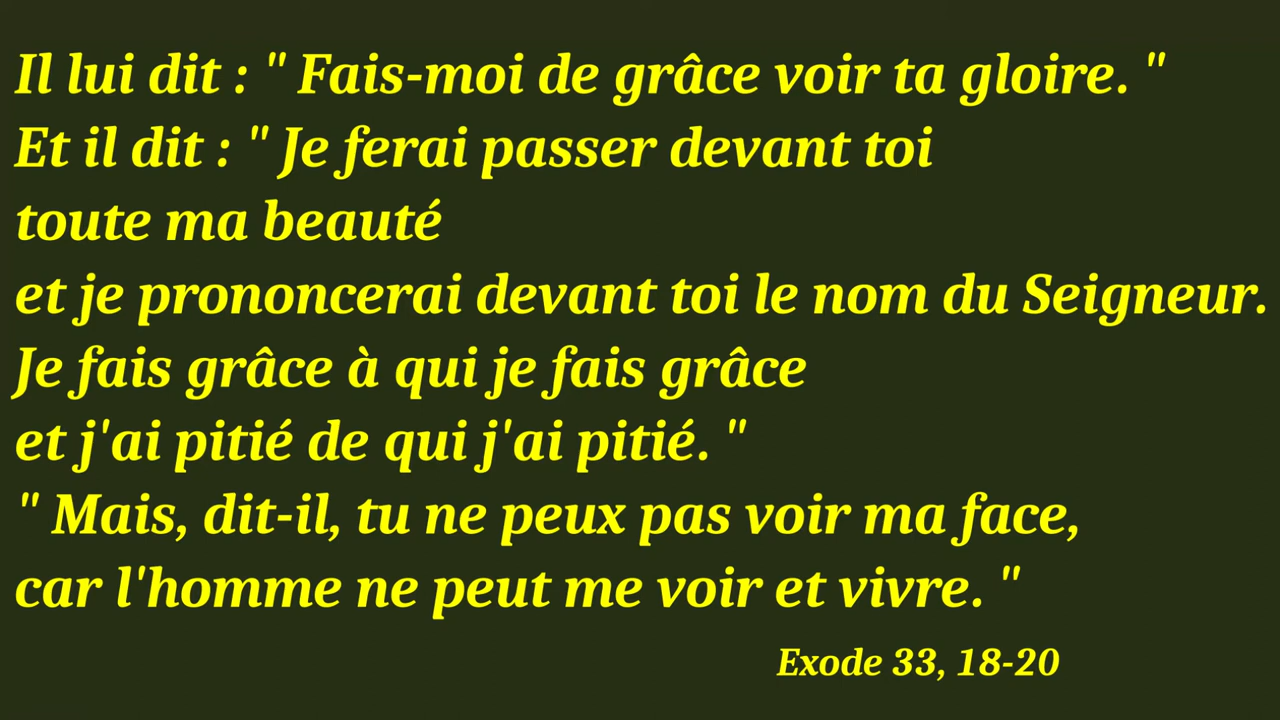 Il lui dit : " Fais-moi de grâce voir ta gloire. "
Et il dit : " Je ferai passer devant toi
toute ma beauté
et je prononcerai devant toi le nom du Seigneur.
Je fais grâce à qui je fais grâce
et j'ai pitié de qui j'ai pitié. "
" Mais, dit-il, tu ne peux pas voir ma face,
car l'homme ne peut me voir et vivre. "
Exode 33, 18-20